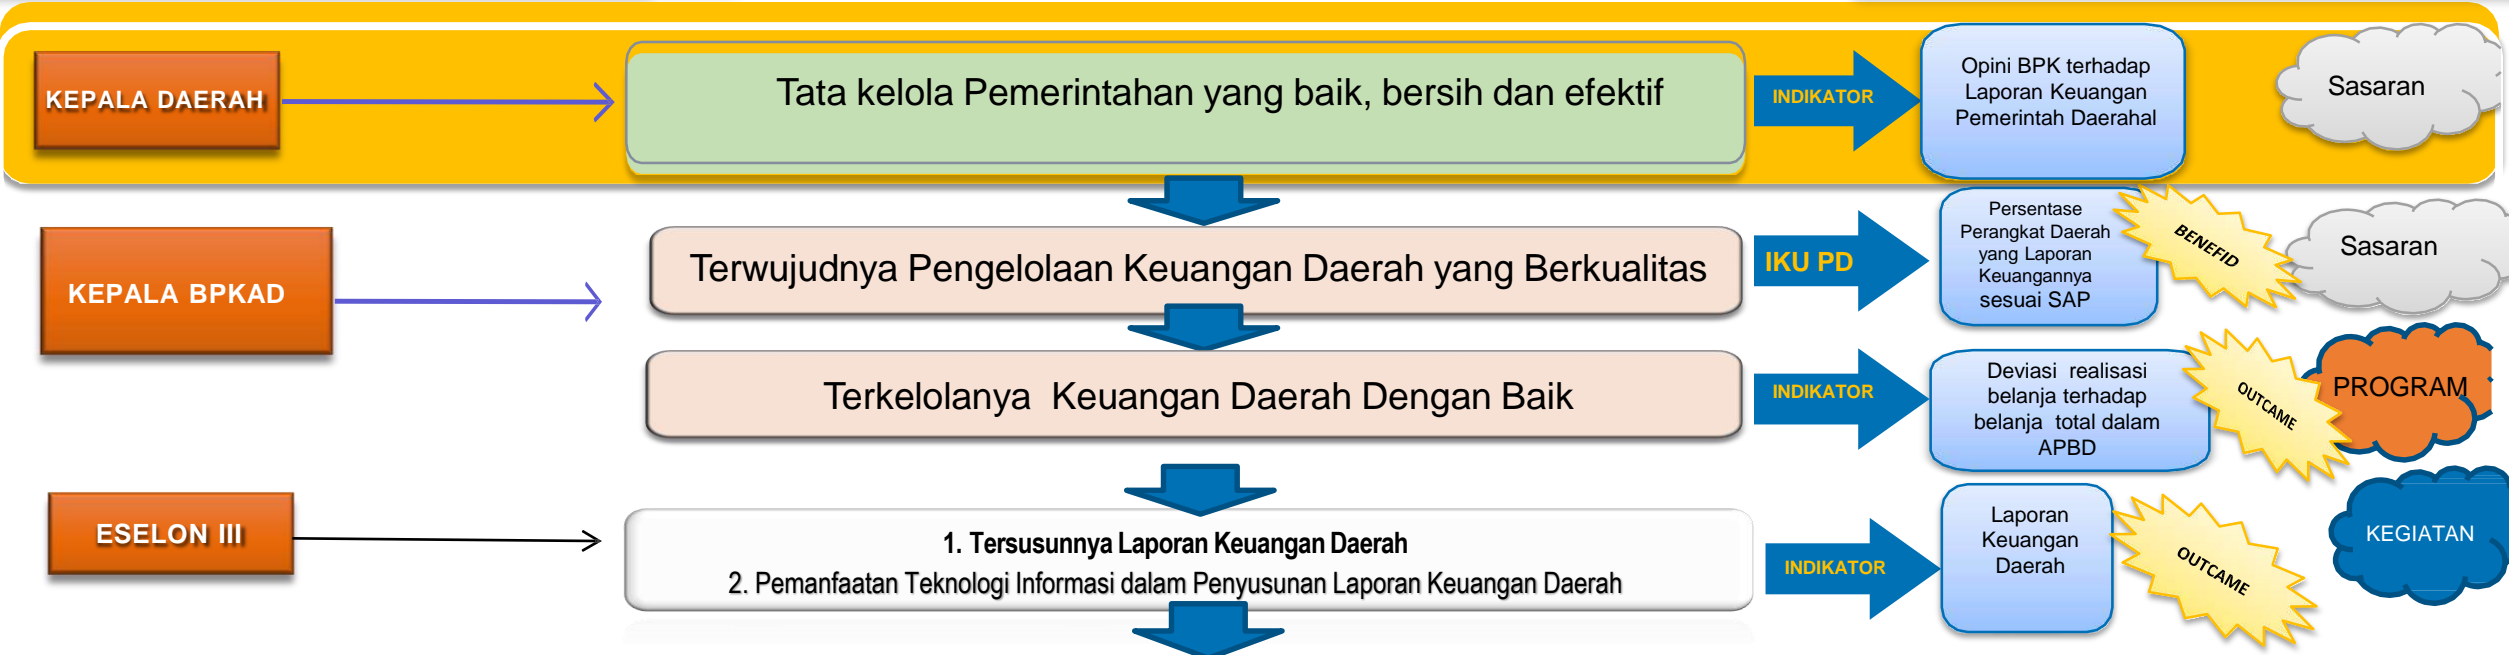 KEPALA DAERAH
Tata kelola Pemerintahan yang baik, bersih dan efektif
INDIKATOR
Opini BPK terhadap
Laporan Keuangan
Pemerintah Daerahal
Sasaran
KEPALA BPKAD
Terwujudnya Pengelolaan Keuangan Daerah yang Berkualitas
IKU PD
Persentase
Perangkat Daerah
yang Laporan
Keuangannya
sesuai SAP
BENEFID
Sasaran
Terkelolanya Keuangan Daerah Dengan Baik
INDIKATOR
Deviasi realisasi
belanja terhadap
belanja total dalam
APBD
OUTCAME
PROGRAM
ESELON III
1. Tersusunnya Laporan Keuangan Daerah
2. Pemanfaatan Teknologi Informasi dalam Penyusunan Laporan Keuangan Daerah
INDIKATOR
Laporan
Keuangan
Daerah
OUTCAME
KEGIATAN